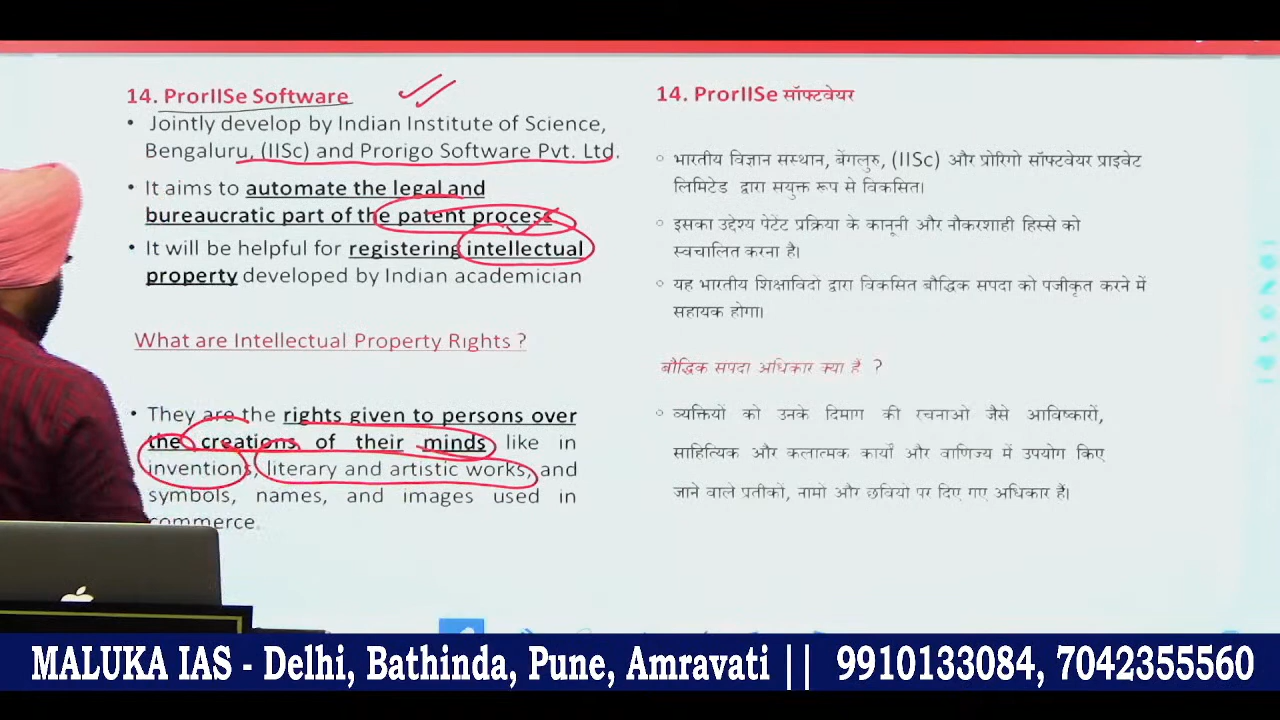 14. ProrIISe Software
• Jointly develop by Indian Institute of Science,
Bengaluru, (IISc) and Prorigo Software Pvt. Ltd.
• It aims to automate the legal and
bureaucratic part of the patent process
• It will be helpful for registering intellectual
property developed by Indian academician
What are Intellectual Property Rights ?
• They are the rights given to persons over
the creations of their minds like in
inventions, literary and artistic works, and
symbols, names, and images used in
commerce.
14. ProrIISe सॉफ्टवेयर
भारतीय विज्ञान संस्थान, बेंगलुरु, (IISc) और प्रोरिगो सॉफ्टवेयर प्राइवेट
लिमिटेड द्वारा सयुक्त रूप से विकसित।
इसका उद्देश्य पेटेंट प्रक्रिया के कानूनी और नौकरशाही हिस्से को
स्वचालित करना है।
यह भारतीय शिक्षाविदों द्वारा विकसित बौद्धिक सपदा को पजीकृत करने में
सहायक होगा।
बौद्धिक सपदा अधिकार क्या हैं ?
व्यक्तियों को उनके दिमाग की रचनाओ जैसे आविष्कारों,
साहित्यिक और कलात्मक कार्यों और वाणिज्य में उपयोग किए
जाने वाले प्रतीकों, नामो और छवियो पर दिए गए अधिकार हैं।
MALUKA IAS - Delhi, Bathinda, Pune, Amravati || 9910133084, 7042355560